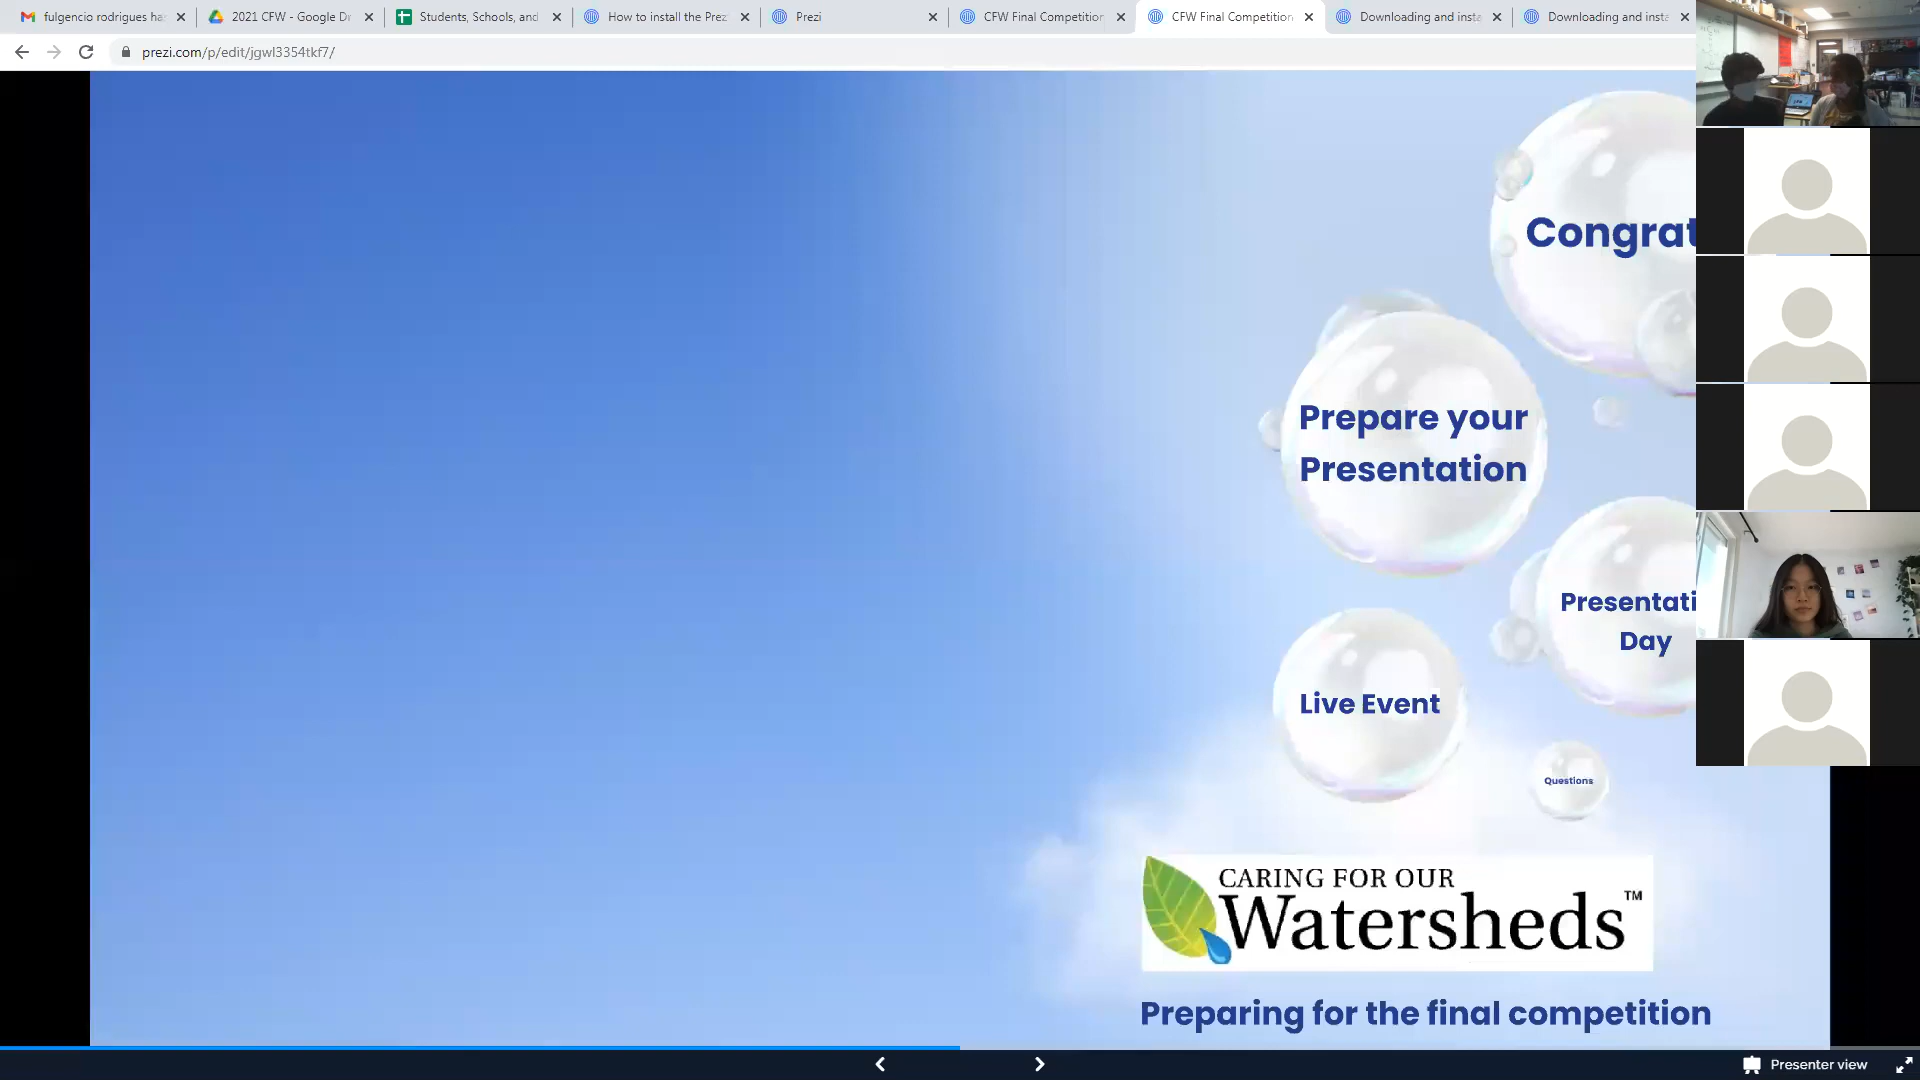 fulgencio rodrigues ha
2021 CFW - Google Dr
Students, Schools, and
How to install the Prez
Prezi
CFW Final Competition
CFW Final Competition
Downloading and insta
Downloading and insta
prezi.com/p/edit/jgwl3354tkf7/
Congrat
Prepare your
Presentation
Presentati
Day
Live Event
Questions
CARING FOR OUR
Watersheds™
Preparing for the final competition
Presenter view